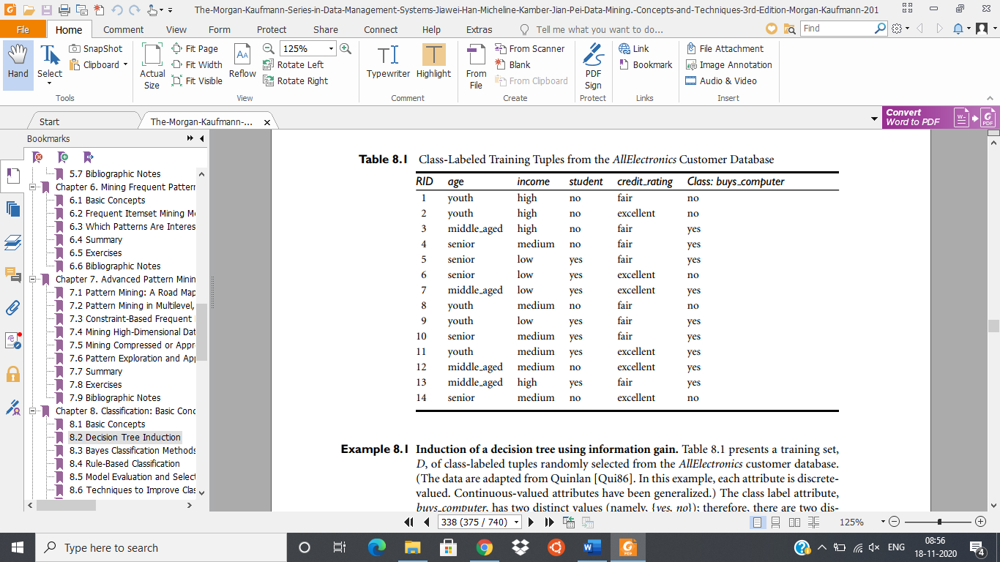 The-Morgan-Kaufmann-Series-in-Data-Management-Systems-Jiawei-Han-Micheline-Kamber-Jian-Pei-Data-Mining.-Concepts-and-Techniques-3rd-Edition-Morgan-Kaufmann-201
File Home Comment View Form Protect Share Connect Help Extras Tell me what you want to do... Find
Hand
Select
SnapShot
Clipboard
Tools
Actual Size
Fit Page
Fit Width
Fit Visible
Reflow
125%
Rotate Left
Rotate Right
View
Typewriter
Highlight
Comment
From File
From Scanner
Blank
From Clipboard
Create
PDF Sign
Protect
Link
Bookmark
Links
File Attachment
Image Annotation
Audio & Video
Insert
Start
The-Morgan-Kaufmann-...
Convert
Word to PDF
Bookmarks
5.7 Bibliographic Notes
Chapter 6. Mining Frequent Pattern
6.1 Basic Concepts
6.2 Frequent Itemset Mining Me
6.3 Which Patterns Are Interes
6.4 Summary
6.5 Exercises
6.6 Bibliographic Notes
Chapter 7. Advanced Pattern Minin
7.1 Pattern Mining: A Road Map
7.2 Pattern Mining in Multilevel,
7.3 Constraint-Based Frequent
7.4 Mining High-Dimensional Dat
7.5 Mining Compressed or Appr
7.6 Pattern Exploration and App
7.7 Summary
7.8 Exercises
7.9 Bibliographic Notes
Chapter 8. Classification: Basic Conc
8.1 Basic Concepts
8.2 Decision Tree Induction
8.3 Bayes Classification Methods
8.4 Rule-Based Classification
8.5 Model Evaluation and Select
8.6 Techniques to Improve Clas
Table 8.1 Class-Labeled Training Tuples from the AllElectronics Customer Database
RID age income student credit_rating Class: buys_computer
1 youth high no fair no
2 youth high no excellent no
3 middle_aged high no fair yes
4 senior medium no fair yes
5 senior low yes fair yes
6 senior low yes excellent no
7 middle_aged low yes excellent yes
8 youth medium no fair no
9 youth low yes fair yes
10 senior medium yes fair yes
11 youth medium yes excellent yes
12 middle_aged medium no excellent yes
13 middle_aged high yes fair yes
14 senior medium no excellent no
Example 8.1 Induction of a decision tree using information gain. Table 8.1 presents a training set,
D, of class-labeled tuples randomly selected from the AllElectronics customer database.
(The data are adapted from Quinlan [Qui86]. In this example, each attribute is discrete-
valued. Continuous-valued attributes have been generalized.) The class label attribute,
buys_computer, has two distinct values (namely, {yes, no}); therefore, there are two dis-
338 (375 / 740)
125%
Type here to search
ENG
08:56
18-11-2020
4